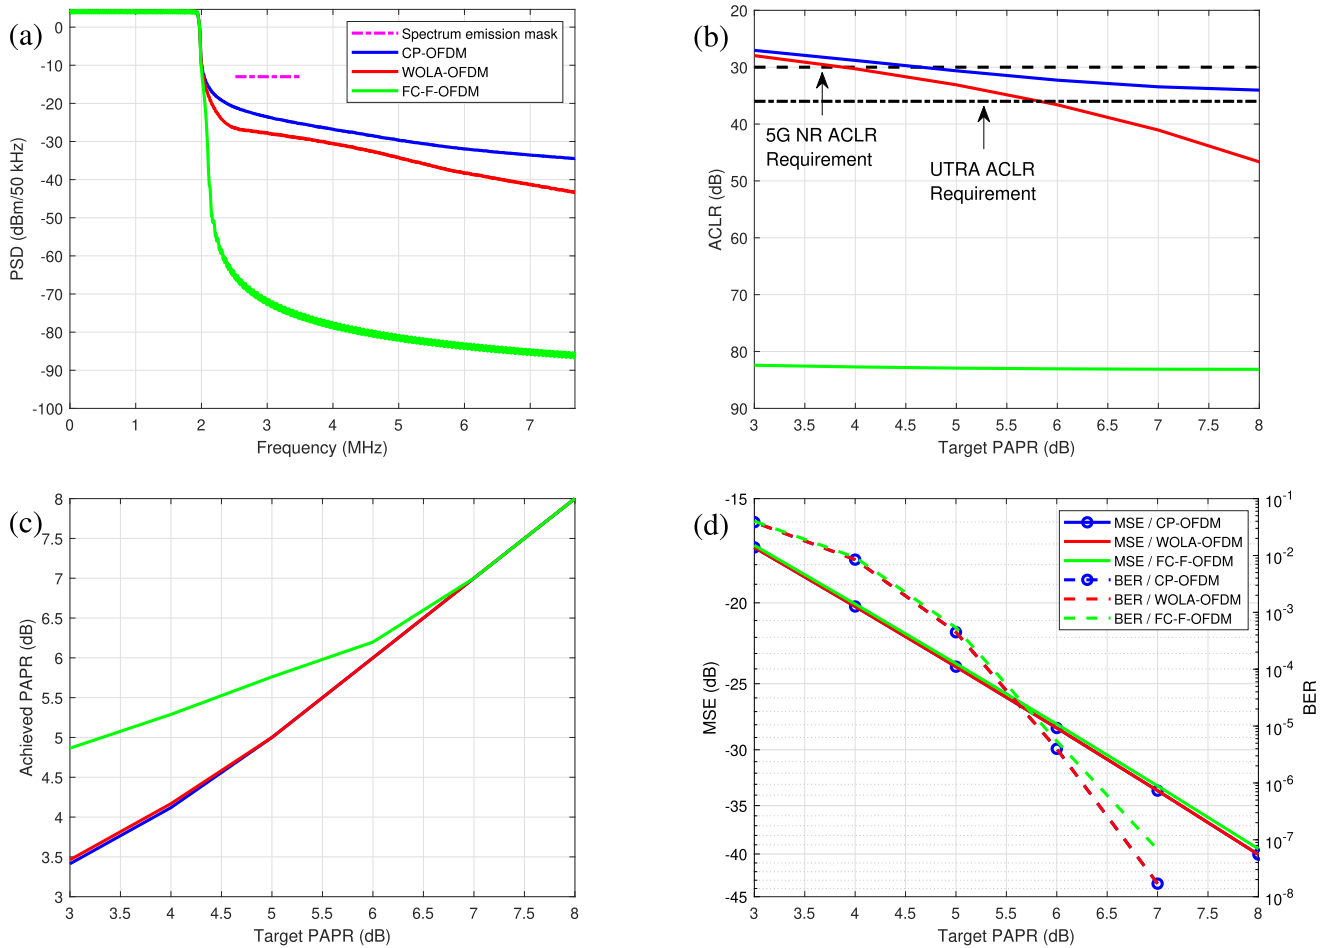 (a)
0
-10
-20
-30
-40
-50
-60
-70
-80
-90
-100
PSD (dBm/50 kHz)
Spectrum emission mask
CP-OFDM
WOLA-OFDM
FC-F-OFDM
0 1 2 3 4 5 6 7
Frequency (MHz)
(b)
20
30
40
50
60
70
80
90
ACLR (dB)
5G NR ACLR
Requirement
UTRA ACLR
Requirement
3 3.5 4 4.5 5 5.5 6 6.5 7 7.5 8
Target PAPR (dB)
(c)
8
7.5
7
6.5
6
5.5
5
4.5
4
3.5
3
Achieved PAPR (dB)
3 3.5 4 4.5 5 5.5 6 6.5 7 7.5 8
Target PAPR (dB)
(d)
-15
-20
-25
-30
-35
-40
-45
MSE (dB)
MSE / CP-OFDM
MSE / WOLA-OFDM
MSE / FC-F-OFDM
BER / CP-OFDM
BER / WOLA-OFDM
BER / FC-F-OFDM
10-1
10-2
10-3
10-4
10-5
10-6
10-7
10-8
BER
3 3.5 4 4.5 5 5.5 6 6.5 7 7.5 8
Target PAPR (dB)